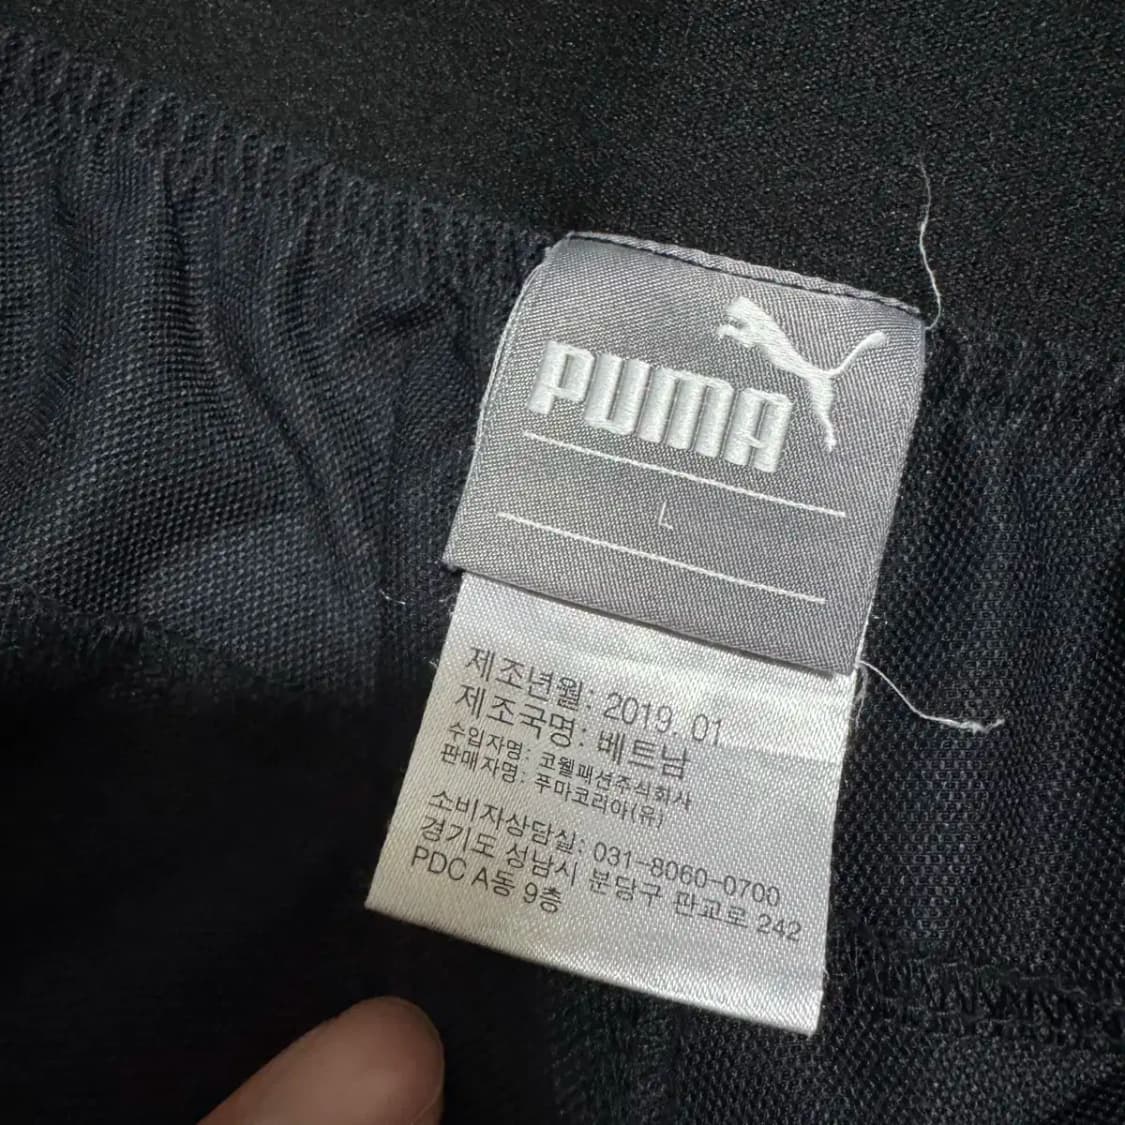 PUMA
L
제조년월: 2019. 01
제조국명: 베트남
수입자명: 코웰패션주식회사
판매자명: 푸마코리아(유)
소비자상담실: 031-8060-0700
경기도 성남시 분당구 판교로 242
PDC A동 9층